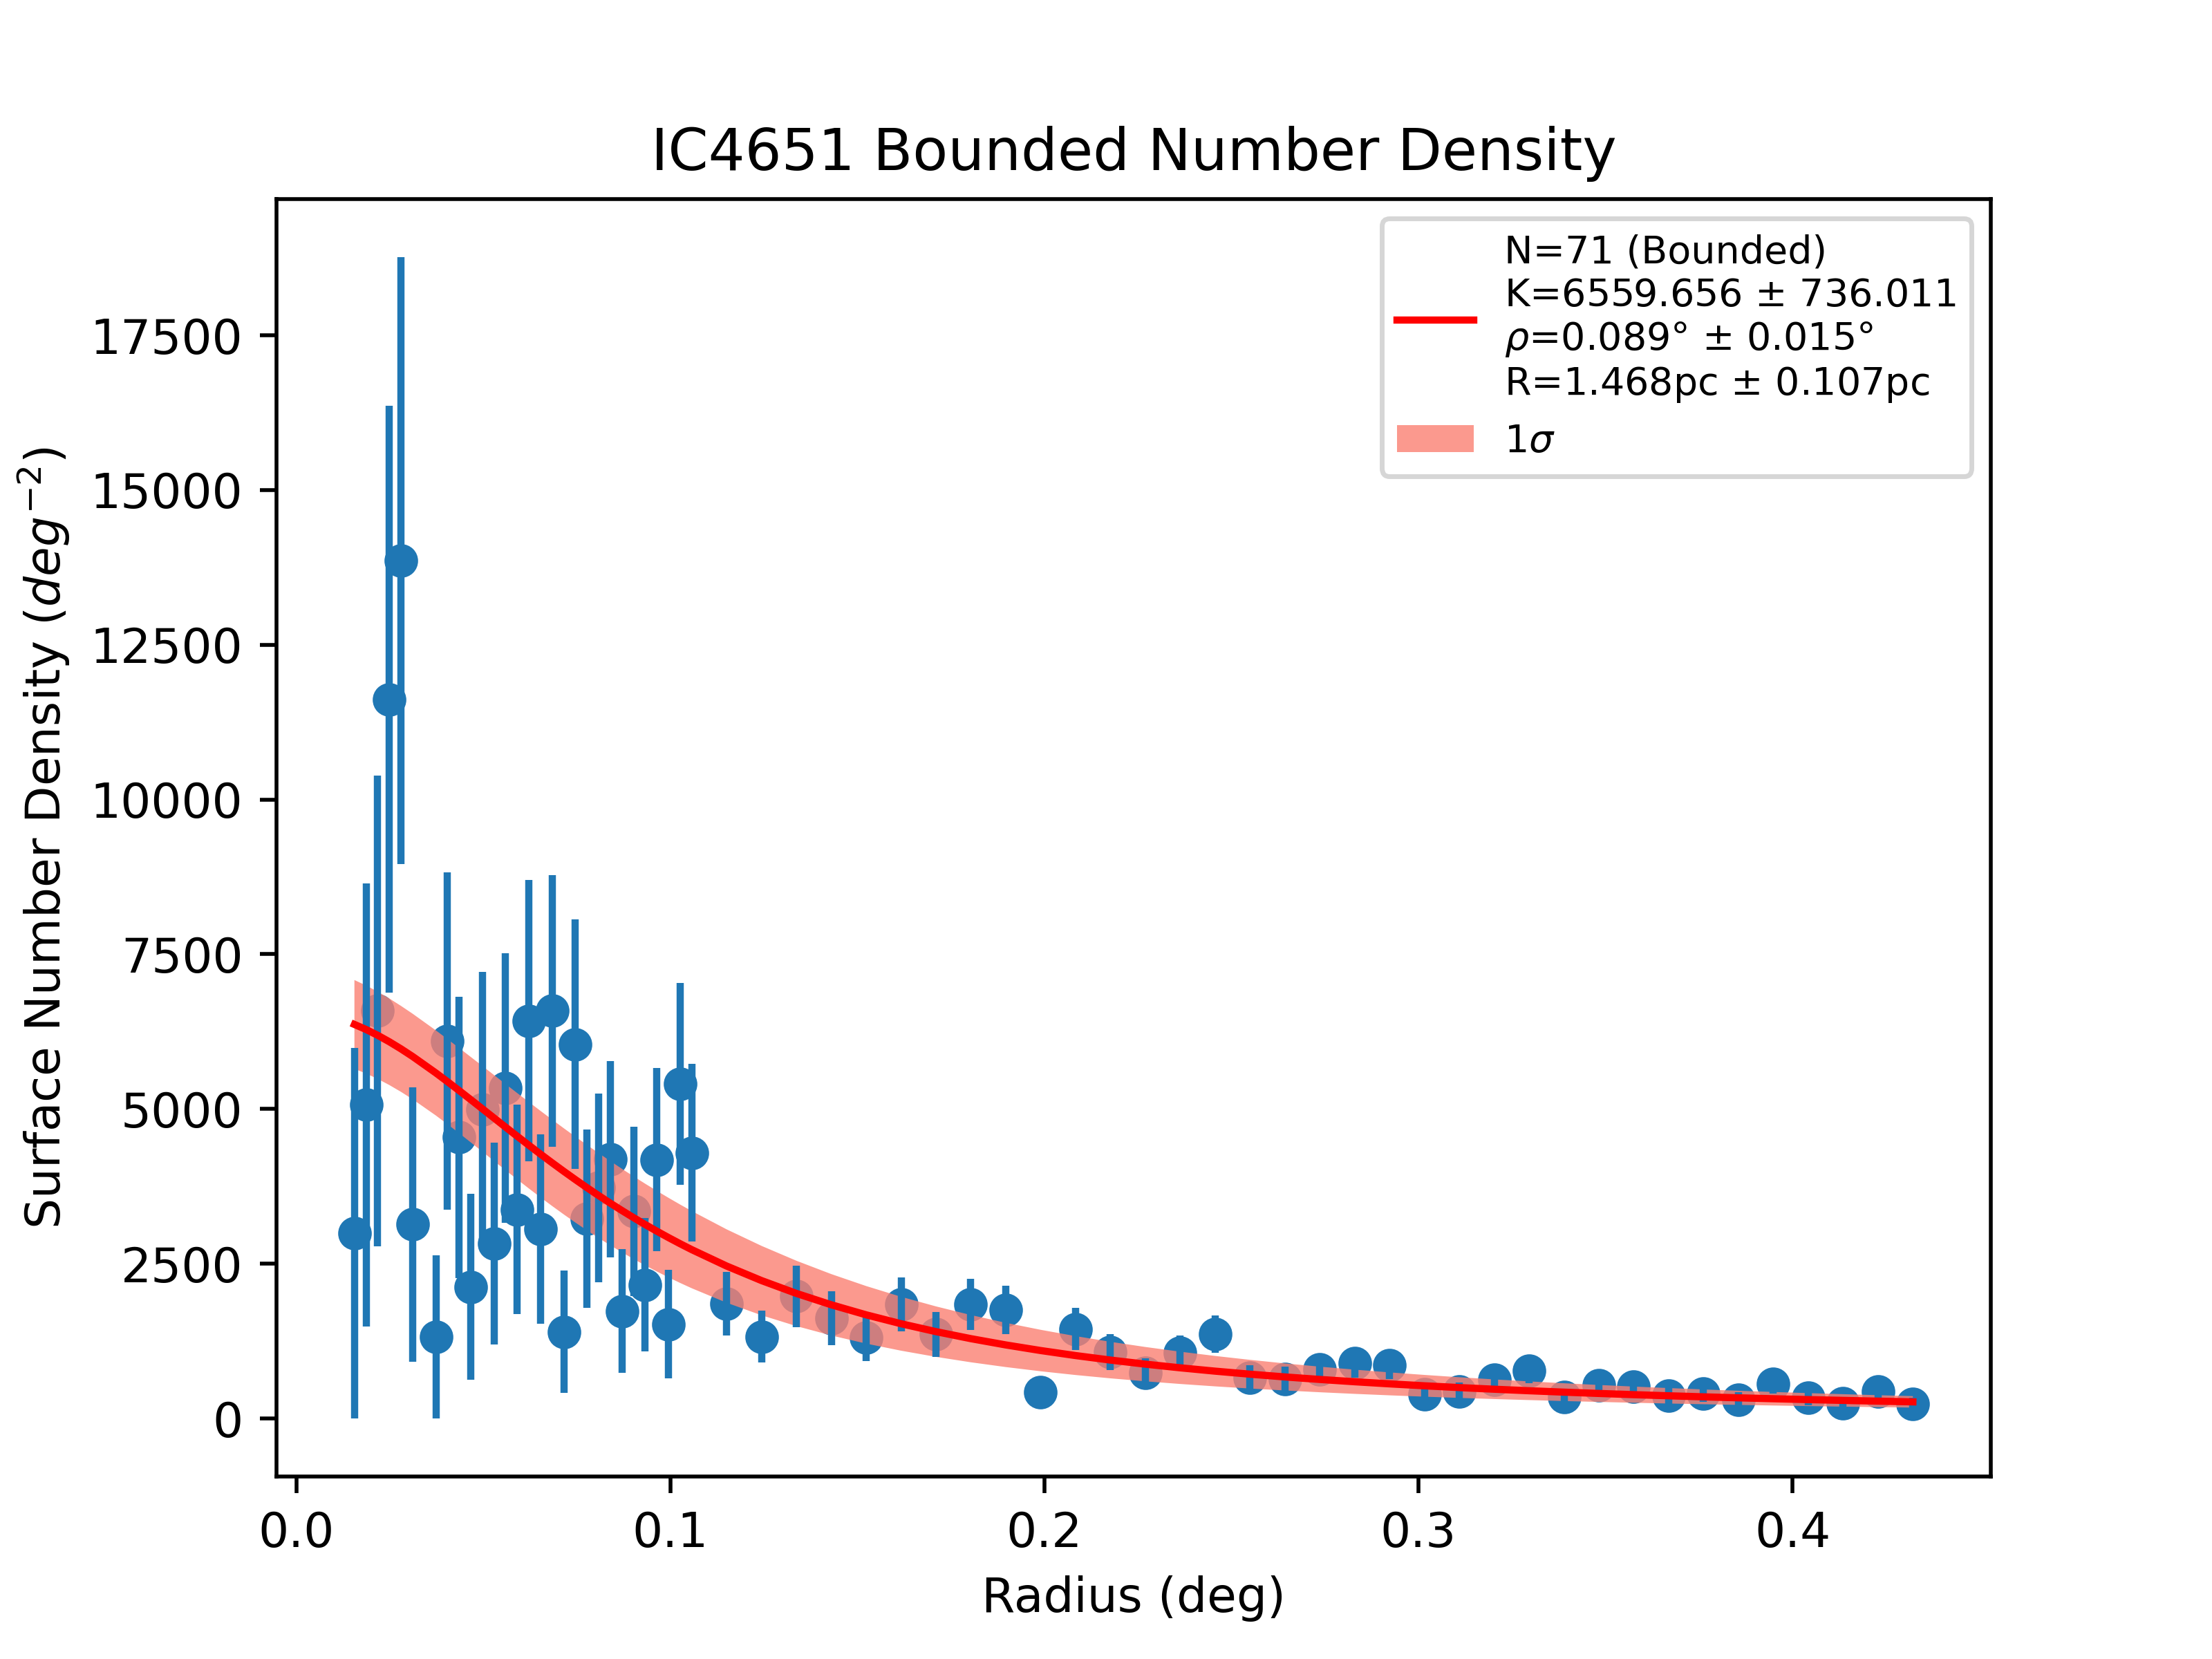 IC4651 Bounded Number Density
N=71 (Bounded)
K=6559.656 ± 736.011
ρ=0.089° ± 0.015°
R=1.468pc ± 0.107pc
1σ
Surface Number Density (deg⁻²)
17500
15000
12500
10000
7500
5000
2500
0
0.0 0.1 0.2 0.3 0.4
Radius (deg)